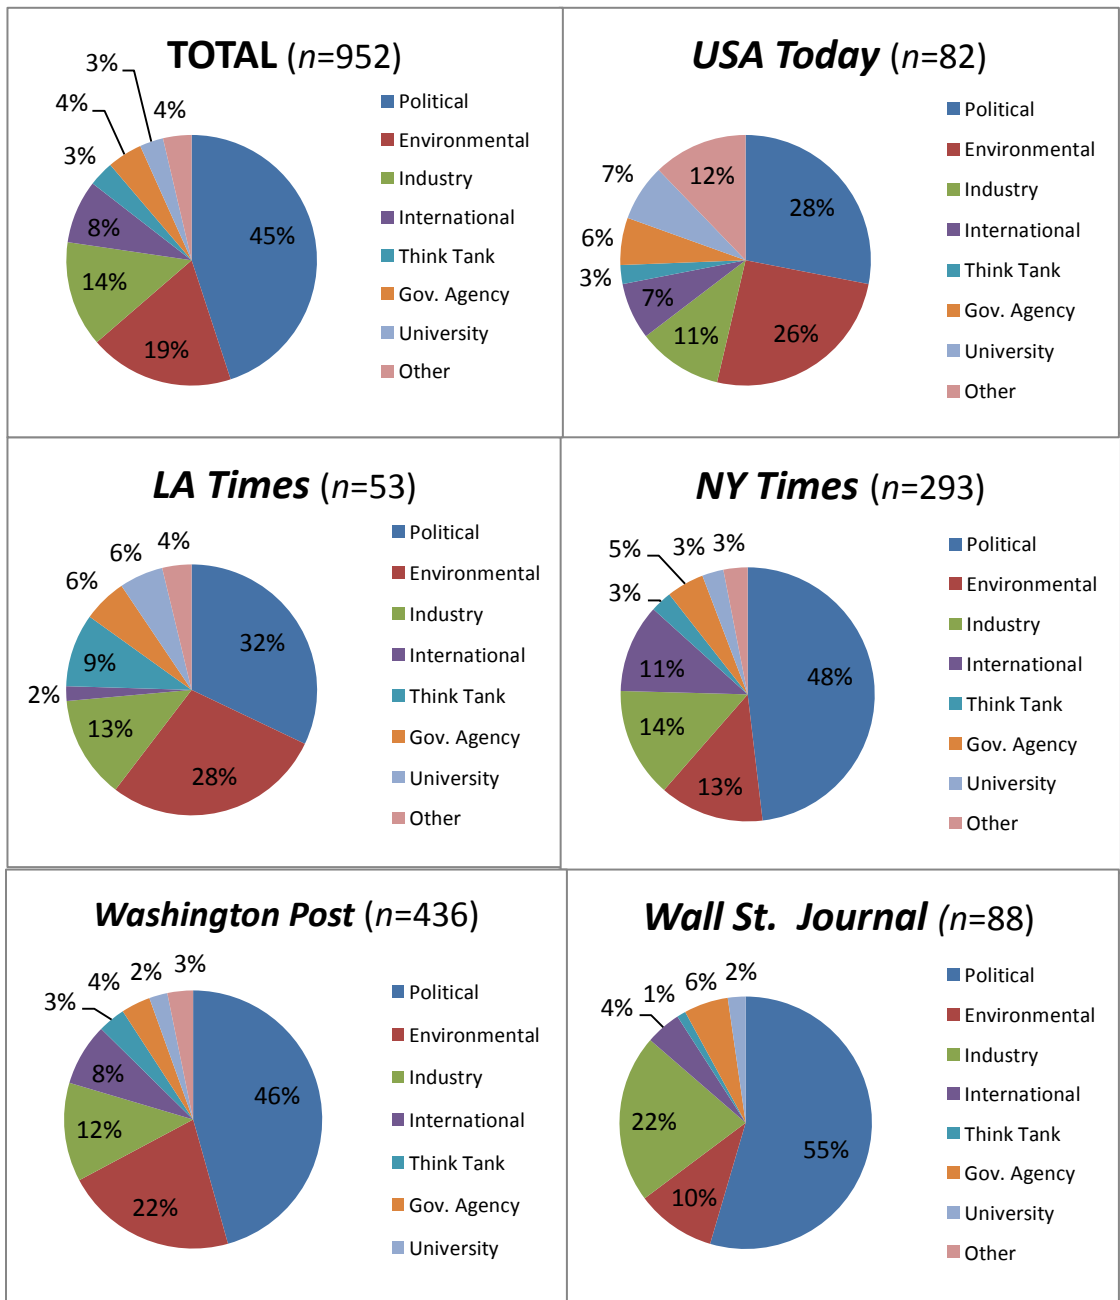 TOTAL (n=952)
3%
4%
4%
3%
8%
45%
14%
19%
Political
Environmental
Industry
International
Think Tank
Gov. Agency
University
Other
USA Today (n=82)
7%
12%
28%
6%
3%
7%
11%
26%
Political
Environmental
Industry
International
Think Tank
Gov. Agency
University
Other
LA Times (n=53)
6%
4%
6%
32%
9%
2%
13%
28%
Political
Environmental
Industry
International
Think Tank
Gov. Agency
University
Other
NY Times (n=293)
5%
3%
3%
3%
11%
48%
14%
13%
Political
Environmental
Industry
International
Think Tank
Gov. Agency
University
Other
Washington Post (n=436)
3%
4%
2%
3%
8%
46%
12%
22%
Political
Environmental
Industry
International
Think Tank
Gov. Agency
University
Wall St. Journal (n=88)
4%
1%
6%
2%
22%
55%
10%
Political
Environmental
Industry
International
Think Tank
Gov. Agency
University
Other